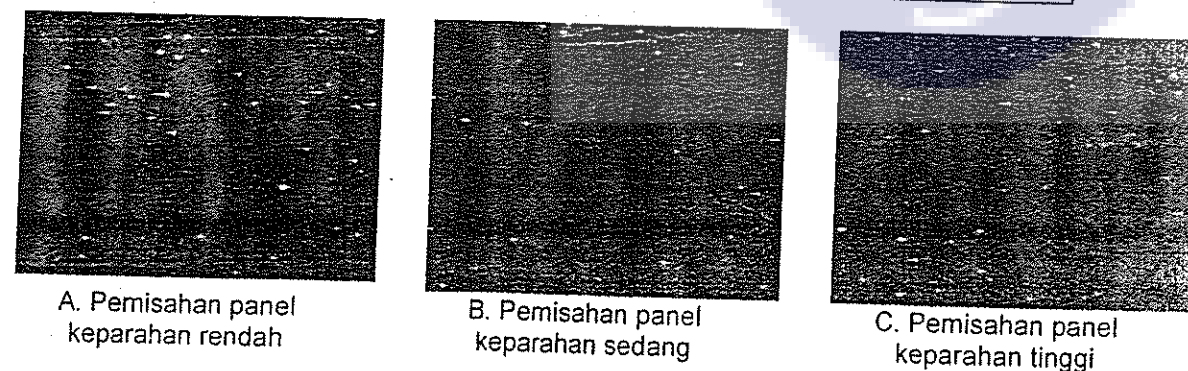 A. Pemisahan panel
keparahan rendah
B. Pemisahan panel
keparahan sedang
C. Pemisahan panel
keparahan tinggi